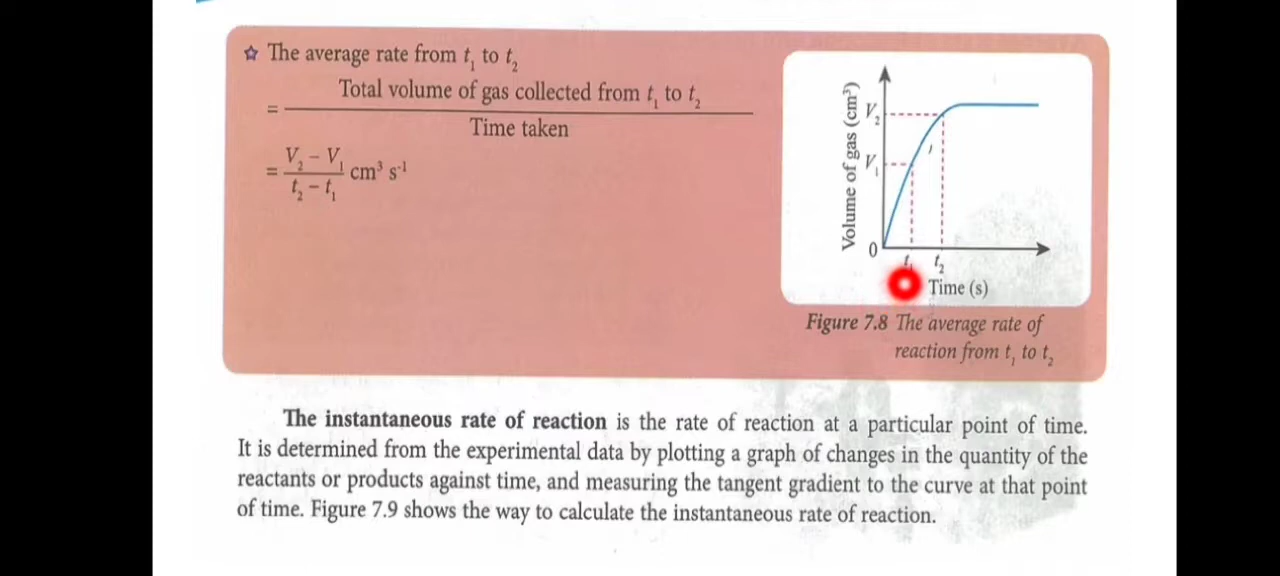 ☆ The average rate from t₁ to t₂
= Total volume of gas collected from t₁ to t₂
Time taken
= V₂ – V₁
t₂ – t₁
cm³ s⁻¹
Volume of gas (cm³)
V₂
V₁
0
t₁ t₂
Time (s)
Figure 7.8 The average rate of
reaction from t₁ to t₂
The instantaneous rate of reaction is the rate of reaction at a particular point of time.
It is determined from the experimental data by plotting a graph of changes in the quantity of the
reactants or products against time, and measuring the tangent gradient to the curve at that point
of time. Figure 7.9 shows the way to calculate the instantaneous rate of reaction.